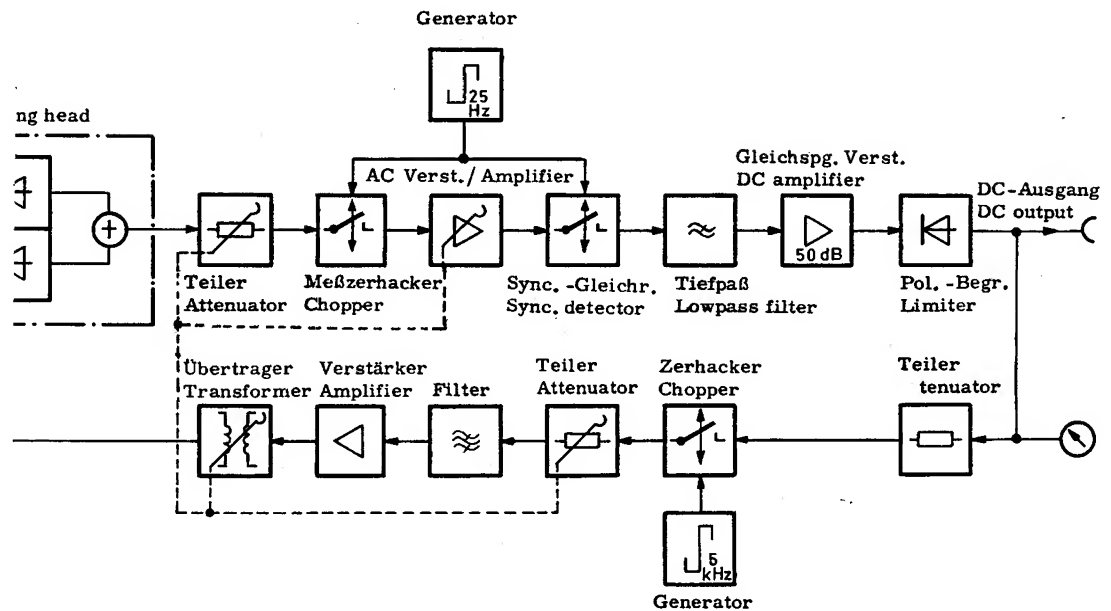 Generator
25
Hz
ng head
AC Verst./ Amplifier
Gleichspg. Verst.
DC amplifier
DC-Ausgang
DC output
50 dB
Teiler
Attenuator
Meßzerhacker
Chopper
Sync. -Gleichr.
Sync. detector
Tiefpaß
Lowpass filter
Pol. -Begr.
Limiter
Übertrager
Transformer
Verstärker
Amplifier
Filter
Teiler
Attenuator
Zerhacker
Chopper
Teiler
tenuator
5
kHz
Generator